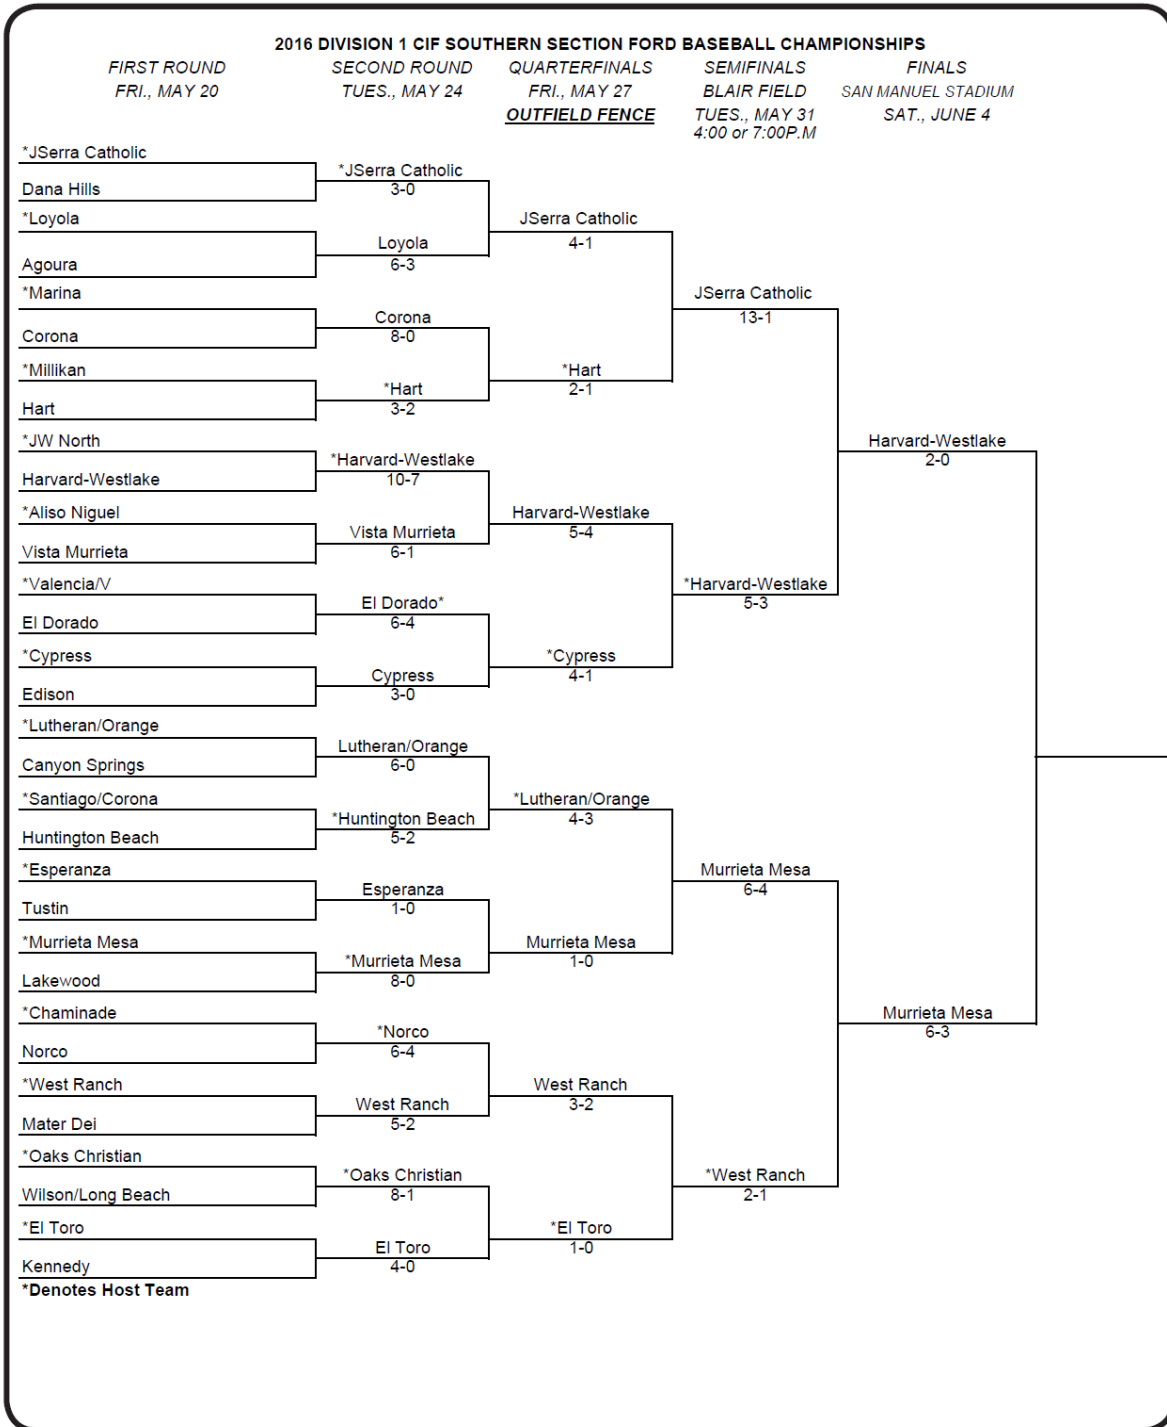 2016 DIVISION 1 CIF SOUTHERN SECTION FORD BASEBALL CHAMPIONSHIPS
FIRST ROUND
FRI., MAY 20
SECOND ROUND
TUES., MAY 24
QUARTERFINALS
FRI., MAY 27
OUTFIELD FENCE
SEMIFINALS
BLAIR FIELD
TUES., MAY 31
4:00 or 7:00P.M
FINALS
SAN MANUEL STADIUM
SAT., JUNE 4
*JSerra Catholic
Dana Hills
*Loyola
Agoura
*Marina
Corona
*Millikan
Hart
*JW North
Harvard-Westlake
*Aliso Niguel
Vista Murrieta
*Valencia/V
El Dorado
*Cypress
Edison
*Lutheran/Orange
Canyon Springs
*Santiago/Corona
Huntington Beach
*Esperanza
Tustin
*Murrieta Mesa
Lakewood
*Chaminade
Norco
*West Ranch
Mater Dei
*Oaks Christian
Wilson/Long Beach
*El Toro
Kennedy
*Denotes Host Team
*JSerra Catholic
3-0
Loyola
6-3
Corona
8-0
*Hart
3-2
*Harvard-Westlake
10-7
Vista Murrieta
6-1
El Dorado*
6-4
Cypress
3-0
Lutheran/Orange
6-0
*Huntington Beach
5-2
Esperanza
1-0
*Murrieta Mesa
8-0
*Norco
6-4
West Ranch
5-2
*Oaks Christian
8-1
El Toro
4-0
JSerra Catholic
4-1
*Hart
2-1
Harvard-Westlake
5-4
*Cypress
4-1
*Lutheran/Orange
4-3
Murrieta Mesa
1-0
West Ranch
3-2
*El Toro
1-0
JSerra Catholic
13-1
*Harvard-Westlake
5-3
Murrieta Mesa
6-4
*West Ranch
2-1
Harvard-Westlake
2-0
Murrieta Mesa
6-3